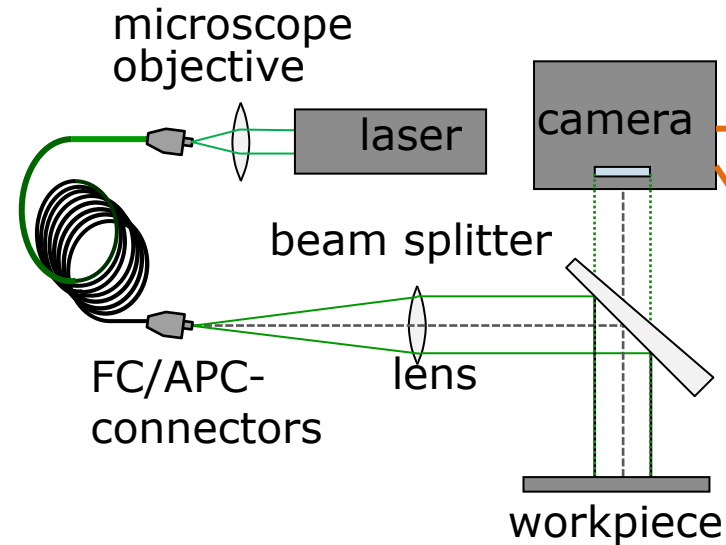 microscope
objective
laser
camera
beam splitter
lens
FC/APC-
connectors
workpiece